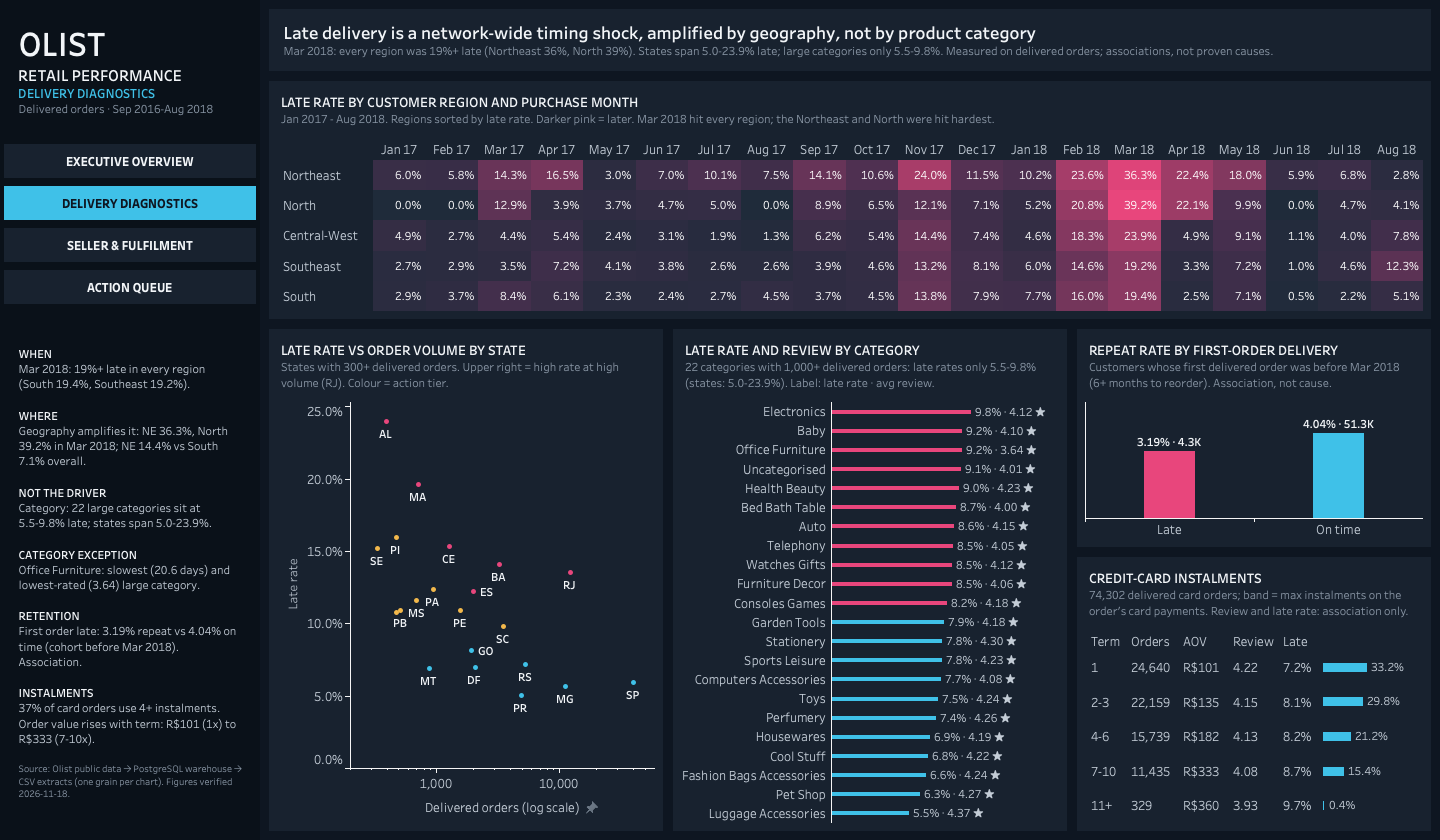 OLIST
RETAIL PERFORMANCE
DELIVERY DIAGNOSTICS
Delivered orders · Sep 2016-Aug 2018
EXECUTIVE OVERVIEW
DELIVERY DIAGNOSTICS
SELLER & FULFILMENT
ACTION QUEUE
WHEN
Mar 2018: 19%+ late in every region
(South 19.4%, Southeast 19.2%).
WHERE
Geography amplifies it: NE 36.3%, North
39.2% in Mar 2018; NE 14.4% vs South
7.1% overall.
NOT THE DRIVER
Category: 22 large categories sit at
5.5-9.8% late; states span 5.0-23.9%.
CATEGORY EXCEPTION
Office Furniture: slowest (20.6 days) and
lowest-rated (3.64) large category.
RETENTION
First order late: 3.19% repeat vs 4.04% on
time (cohort before Mar 2018).
Association.
INSTALMENTS
37% of card orders use 4+ instalments.
Order value rises with term: R$101 (1x) to
R$333 (7-10x).
Source: Olist public data → PostgreSQL warehouse →
CSV extracts (one grain per chart). Figures verified
2026-11-18.
Late delivery is a network-wide timing shock, amplified by geography, not by product category
Mar 2018: every region was 19%+ late (Northeast 36%, North 39%). States span 5.0-23.9% late; large categories only 5.5-9.8%. Measured on delivered orders; associations, not proven causes.
LATE RATE BY CUSTOMER REGION AND PURCHASE MONTH
Jan 2017 - Aug 2018. Regions sorted by late rate. Darker pink = later. Mar 2018 hit every region; the Northeast and North were hit hardest.
Jan 17 Feb 17 Mar 17 Apr 17 May 17 Jun 17 Jul 17 Aug 17 Sep 17 Oct 17 Nov 17 Dec 17 Jan 18 Feb 18 Mar 18 Apr 18 May 18 Jun 18 Jul 18 Aug 18
Northeast 6.0% 5.8% 14.3% 16.5% 3.0% 7.0% 10.1% 7.5% 14.1% 10.6% 24.0% 11.5% 10.2% 23.6% 36.3% 22.4% 18.0% 5.9% 6.8% 2.8%
North 0.0% 0.0% 12.9% 3.9% 3.7% 4.7% 5.0% 0.0% 8.9% 6.5% 12.1% 7.1% 5.2% 20.8% 39.2% 22.1% 9.9% 0.0% 4.7% 4.1%
Central-West 4.9% 2.7% 4.4% 5.4% 2.4% 3.1% 1.9% 1.3% 6.2% 5.4% 14.4% 7.4% 4.6% 18.3% 23.9% 4.9% 9.1% 1.1% 4.0% 7.8%
Southeast 2.7% 2.9% 3.5% 7.2% 4.1% 3.8% 2.6% 2.6% 3.9% 4.6% 13.2% 8.1% 6.0% 14.6% 19.2% 3.3% 7.2% 1.0% 4.6% 12.3%
South 2.9% 3.7% 8.4% 6.1% 2.3% 2.4% 2.7% 4.5% 3.7% 4.5% 13.8% 7.9% 7.7% 16.0% 19.4% 2.5% 7.1% 0.5% 2.2% 5.1%
LATE RATE VS ORDER VOLUME BY STATE
States with 300+ delivered orders. Upper right = high rate at high
volume (RJ). Colour = action tier.
Late rate
25.0%
20.0%
15.0%
10.0%
5.0%
0.0%
AL
MA
PI
SE
CE
BA
RJ
ES
PA
MS
PB
PE
SC
GO
MT
DF
RS
PR
MG
SP
1,000 10,000
Delivered orders (log scale)
LATE RATE AND REVIEW BY CATEGORY
22 categories with 1,000+ delivered orders: late rates only 5.5-9.8%
(states: 5.0-23.9%). Label: late rate · avg review.
Electronics 9.8% · 4.12 ★
Baby 9.2% · 4.10 ★
Office Furniture 9.2% · 3.64 ★
Uncategorised 9.1% · 4.01 ★
Health Beauty 9.0% · 4.23 ★
Bed Bath Table 8.7% · 4.00 ★
Auto 8.6% · 4.15 ★
Telephony 8.5% · 4.05 ★
Watches Gifts 8.5% · 4.12 ★
Furniture Decor 8.5% · 4.06 ★
Consoles Games 8.2% · 4.18 ★
Garden Tools 7.9% · 4.18 ★
Stationery 7.8% · 4.30 ★
Sports Leisure 7.8% · 4.23 ★
Computers Accessories 7.7% · 4.08 ★
Toys 7.5% · 4.24 ★
Perfumery 7.4% · 4.26 ★
Housewares 6.9% · 4.19 ★
Cool Stuff 6.8% · 4.22 ★
Fashion Bags Accessories 6.6% · 4.24 ★
Pet Shop 6.3% · 4.27 ★
Luggage Accessories 5.5% · 4.37 ★
REPEAT RATE BY FIRST-ORDER DELIVERY
Customers whose first delivered order was before Mar 2018
(6+ months to reorder). Association, not cause.
3.19% · 4.3K
4.04% · 51.3K
Late On time
CREDIT-CARD INSTALMENTS
74,302 delivered card orders; band = max instalments on the
order's card payments. Review and late rate: association only.
Term Orders AOV Review Late
1 24,640 R$101 4.22 7.2% 33.2%
2-3 22,159 R$135 4.15 8.1% 29.8%
4-6 15,739 R$182 4.13 8.2% 21.2%
7-10 11,435 R$333 4.08 8.7% 15.4%
11+ 329 R$360 3.93 9.7% 0.4%